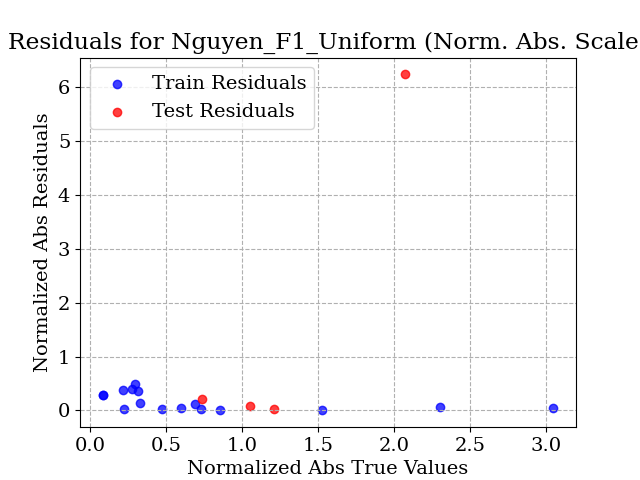 Residuals for Nguyen_F1_Uniform (Norm. Abs. Scale
Train Residuals
Test Residuals
Normalized Abs Residuals
6
5
4
3
2
1
0
0.0 0.5 1.0 1.5 2.0 2.5 3.0
Normalized Abs True Values